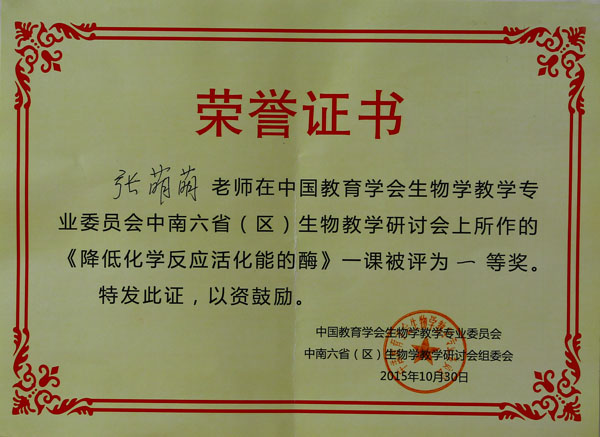 荣誉证书
张萌萌 老师在中国教育学会生物学教学专
业委员会中南六省（区）生物教学研讨会上所作的
《降低化学反应活化能的酶》一课被评为 一 等奖。
特发此证，以资鼓励。
中国教育学会生物学教学专业委员会
中南六省（区）生物学教学研讨会组委会
2015年10月30日